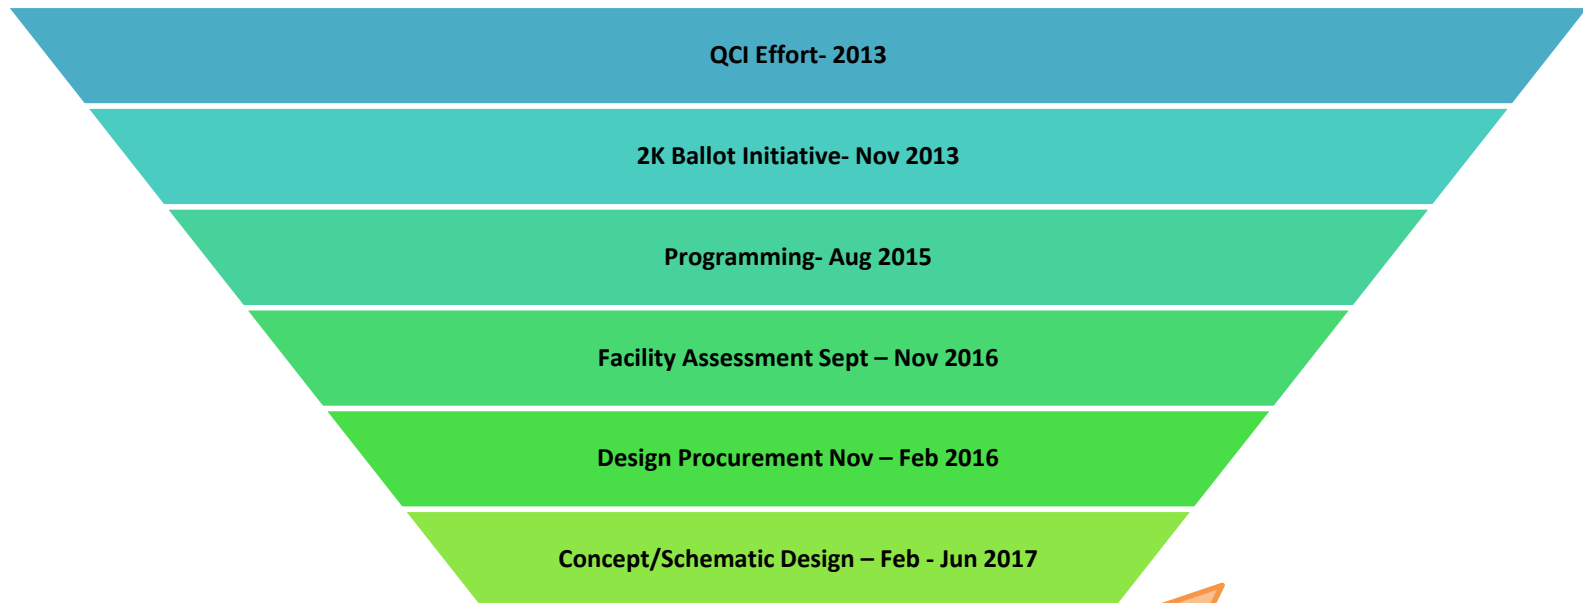 QCI Effort- 2013
2K Ballot Initiative- Nov 2013
Programming- Aug 2015
Facility Assessment Sept – Nov 2016
Design Procurement Nov – Feb 2016
Concept/Schematic Design – Feb - Jun 2017